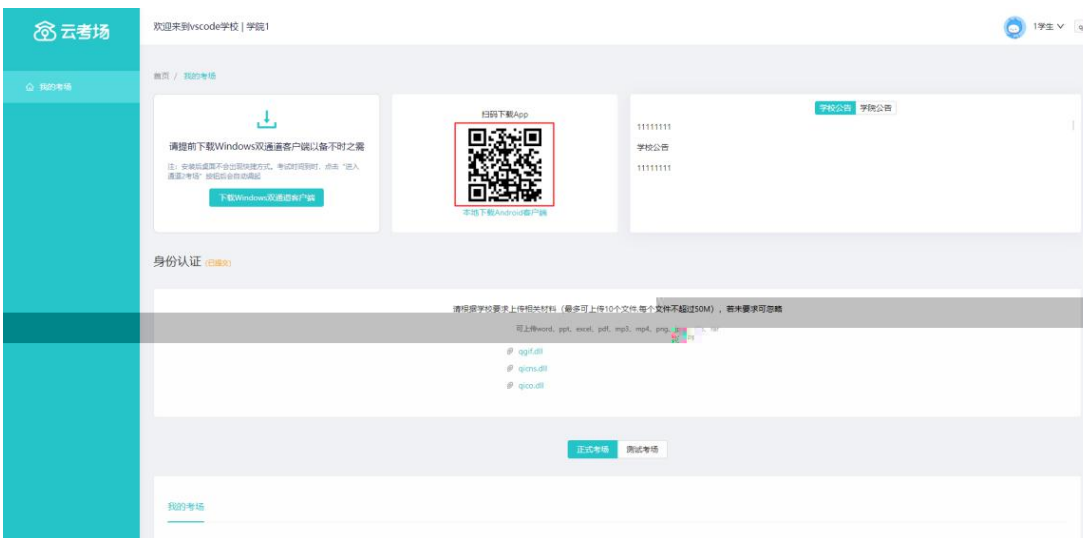 云考场
欢迎来到vscode学校 | 学院1
1学生
我的考场
首页 / 我的考场
请提前下载Windows双通道客户端以备不时之需
注：安装后桌面不会出现快捷方式。考试时间到时，点击“进入
通道2考场”按钮后会自动调起
下载Windows双通道客户端
扫码下载App
本地下载Android客户端
学校公告 学院公告
11111111
学校公告
11111111
身份认证 (已提交)
请根据学校要求上传相关材料（最多可上传10个文件,每个文件不超过50M），若未要求可忽略
可上传word、ppt、excel、pdf、mp3、mp4、png、jpg rar
qgif.dll
qicns.dll
qico.dll
正式考场 测试考场
我的考场